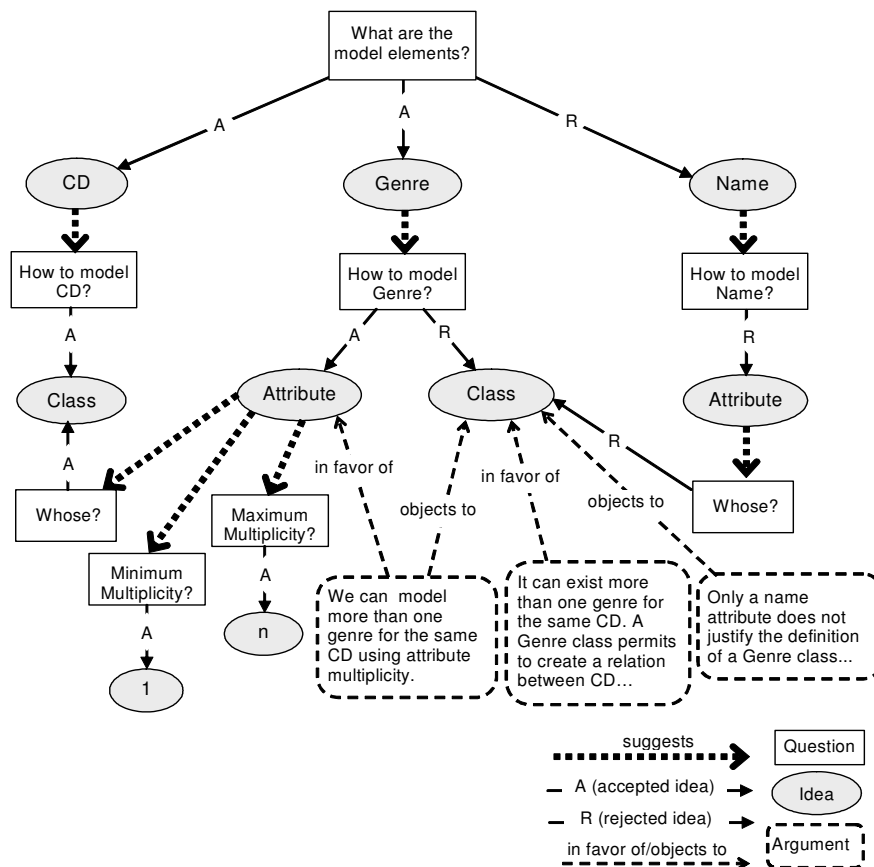 What are the
model elements?
A
A
R
CD
Genre
Name
How to model
CD?
How to model
Genre?
How to model
Name?
A
A
R
R
Class
Attribute
Class
Attribute
A
in favor of
in favor of
R
Whose?
Maximum
Multiplicity?
objects to
objects to
Whose?
Minimum
Multiplicity?
A
A
n
1
We can model
more than one
genre for the same
CD using attribute
multiplicity.
It can exist more
than one genre for
the same CD. A
Genre class permits
to create a relation
between CD...
Only a name
attribute does not
justify the definition
of a Genre class...
suggests
Question
A (accepted idea)
Idea
R (rejected idea)
in favor of/objects to
Argument